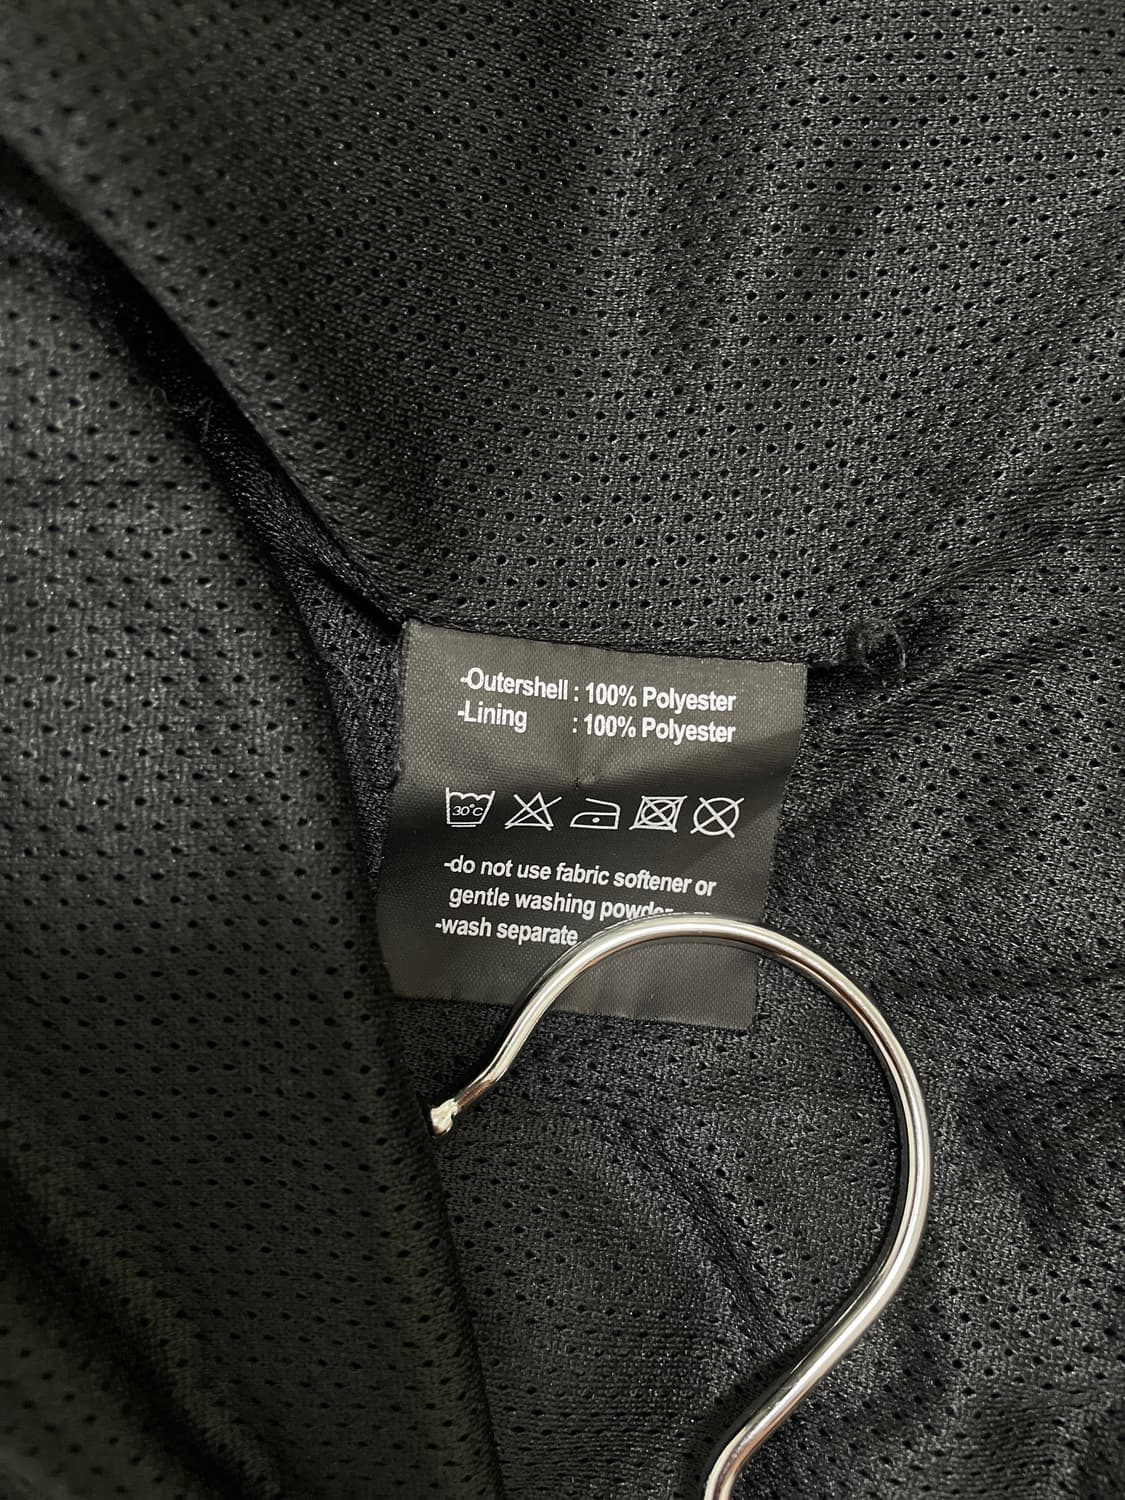 -Outershell : 100% Polyester
-Lining : 100% Polyester
30°C
-do not use fabric softener or
gentle washing powder
-wash separate